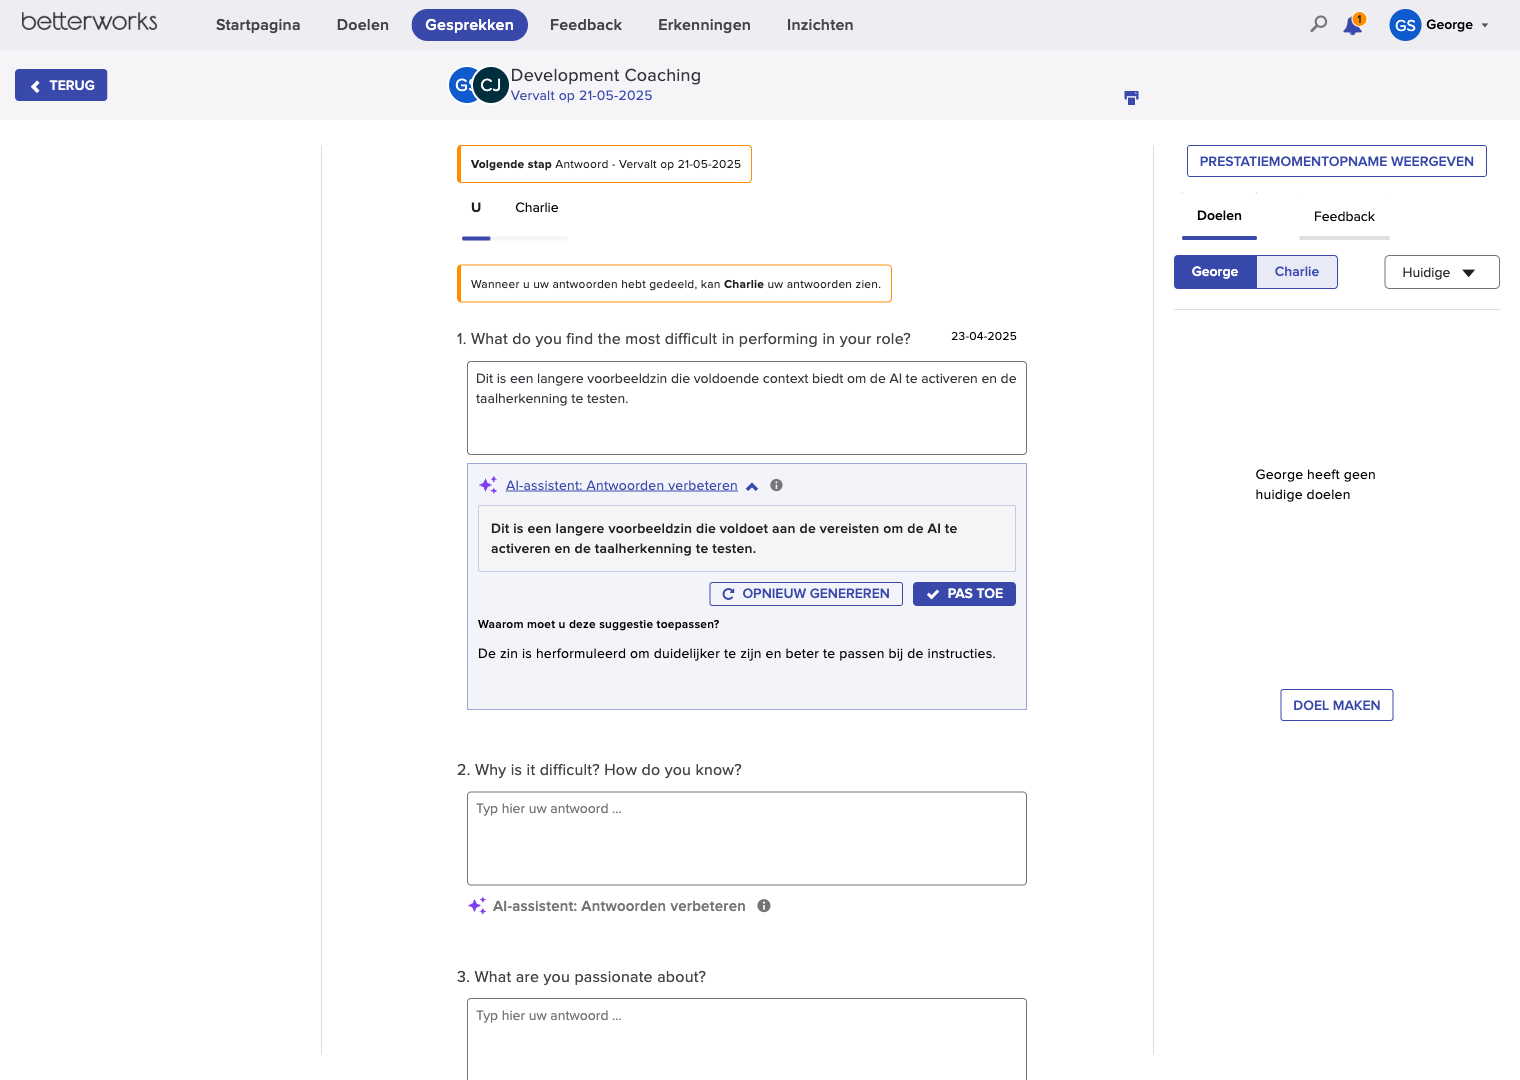 betterworks
Startpagina
Doelen
Gesprekken
Feedback
Erkenningen
Inzichten
1
GS
George
TERUG
GS CJ
Development Coaching
Vervalt op 21-05-2025
Volgende stap Antwoord - Vervalt op 21-05-2025
U
Charlie
Wanneer u uw antwoorden hebt gedeeld, kan Charlie uw antwoorden zien.
1. What do you find the most difficult in performing in your role?
23-04-2025
Dit is een langere voorbeeldzin die voldoende context biedt om de AI te activeren en de
taalherkenning te testen.
AI-assistent: Antwoorden verbeteren
Dit is een langere voorbeeldzin die voldoet aan de vereisten om de AI te
activeren en de taalherkenning te testen.
OPNIEUW GENEREREN
PAS TOE
Waarom moet u deze suggestie toepassen?
De zin is herformuleerd om duidelijker te zijn en beter te passen bij de instructies.
2. Why is it difficult? How do you know?
Typ hier uw antwoord ...
AI-assistent: Antwoorden verbeteren
3. What are you passionate about?
Typ hier uw antwoord ...
PRESTATIEMOMENTOPNAME WEERGEVEN
Doelen
Feedback
George
Charlie
Huidige
George heeft geen
huidige doelen
DOEL MAKEN